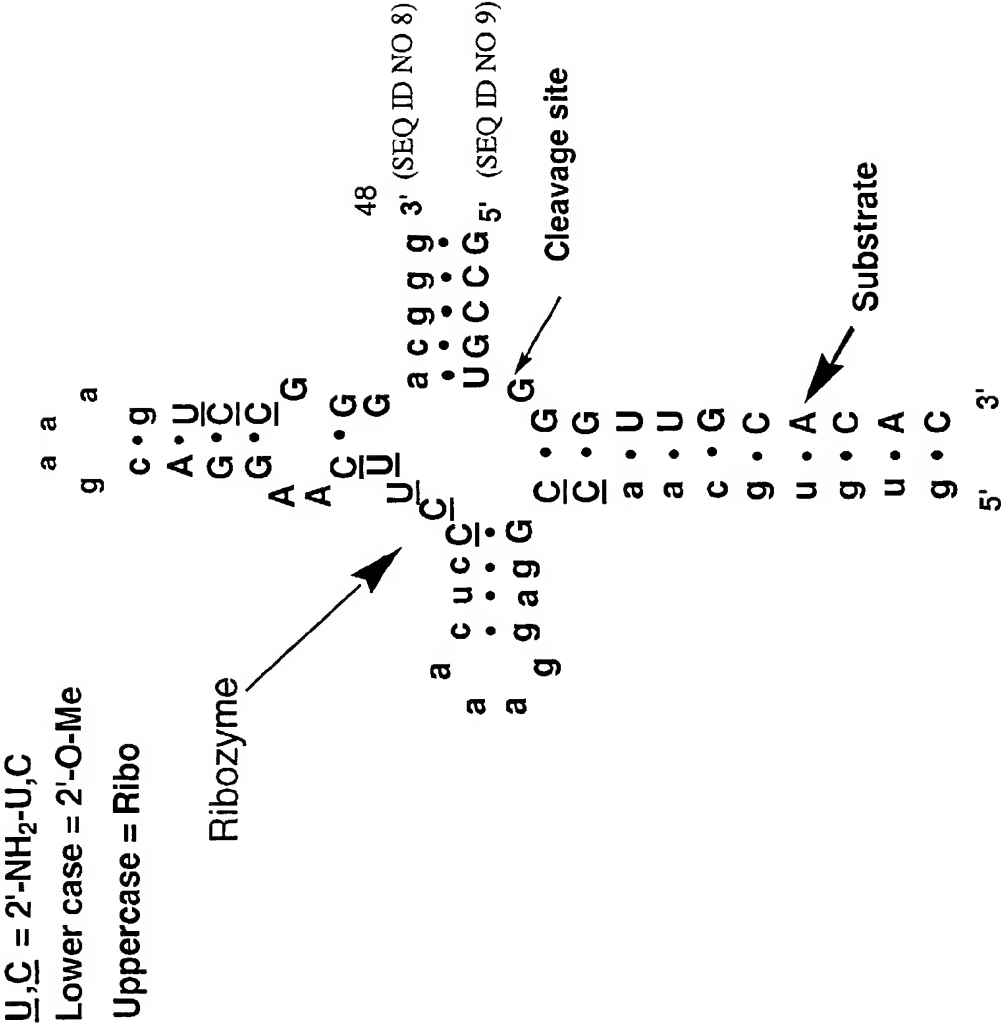 U,C = 2'-NH2-U,C
Lower case = 2'-O-Me
Uppercase = Ribo
Ribozyme
a a
g a
c g
A U
G C
G C
A G
A
C G
U G
U
C
48
a c g g g 3' (SEQ ID NO 8)
U G C C G 5' (SEQ ID NO 9)
a c u c C
a
a g g a g G
G
Cleavage site
C G
C G
a U
a U
c G
g C
u A
g C
u A
g C
5' 3'
Substrate